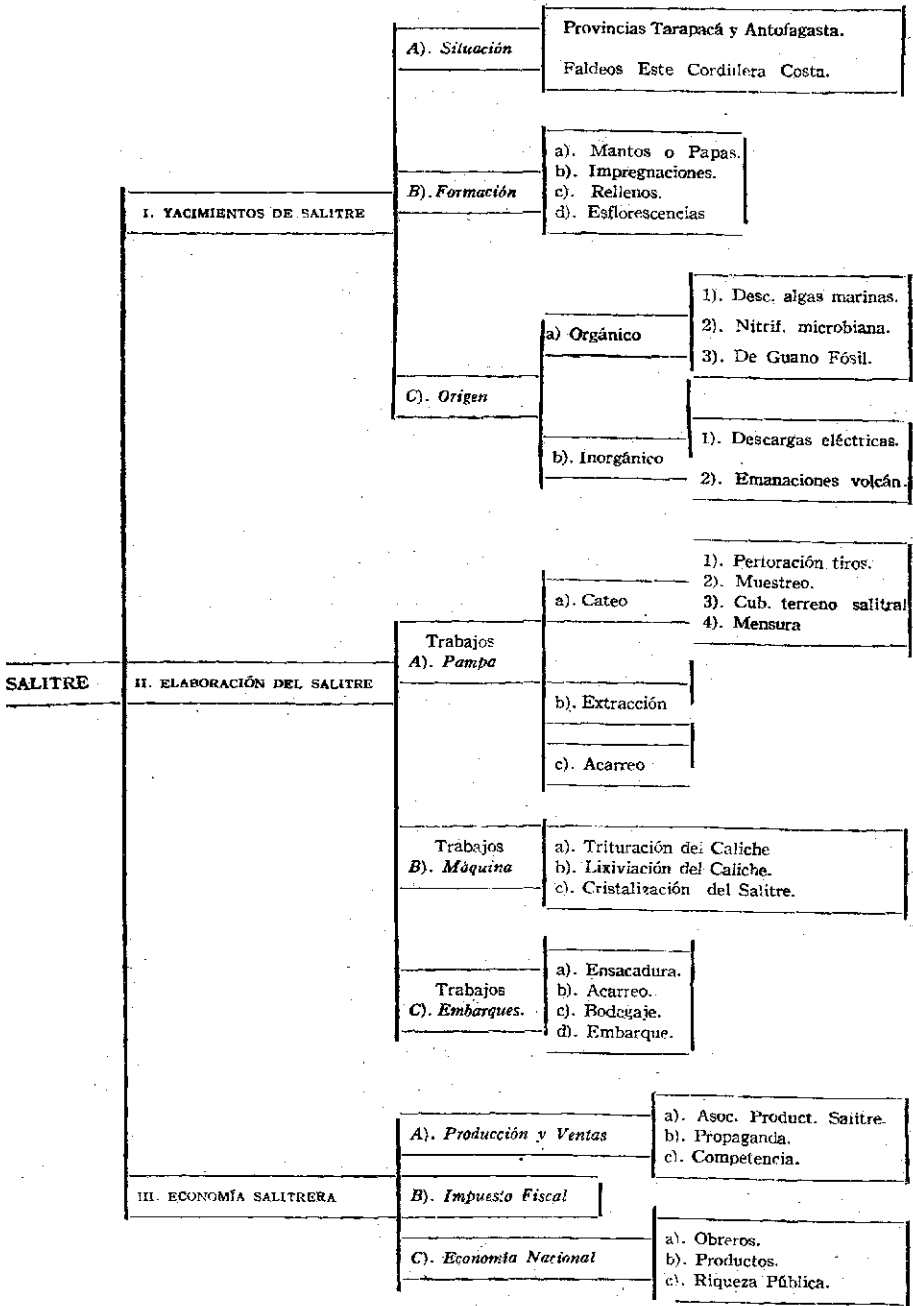 Provincias Tarapacá y Antofagasta.
A). Situación
Faldeos Este Cordillera Costa.
a). Mantos o Papas.
b). Impregnaciones.
B). Formación
c). Rellenos.
d). Esflorescencias
I. YACIMIENTOS DE SALITRE
1). Desc. algas marinas.
a) Orgánico
2). Nitrif. microbiana.
3). De Guano Fósil.
C). Origen
1). Descargas eléctricas.
b). Inorgánico
2). Emanaciones volcán.
1). Pertoración tiros.
2). Muestreo.
a). Cateo
3). Cub. terreno salitral
4). Mensura
Trabajos
A). Pampa
SALITRE
II. ELABORACIÓN DEL SALITRE
b). Extracción
c). Acarreo
Trabajos
B). Máquina
a). Trituración del Caliche
b). Lixiviación del Caliche.
c). Cristalización del Salitre.
a). Ensacadura.
Trabajos
b). Acarreo.
C). Embarques.
c). Bodegaje.
d). Embarque.
a). Asoc. Product. Salitre.
A). Producción y Ventas
b). Propaganda.
c). Competencia.
III. ECONOMÍA SALITRERA
B). Impuesto Fiscal
a). Obreros.
C). Economía Nacional
b). Productos.
c). Riqueza Pública.